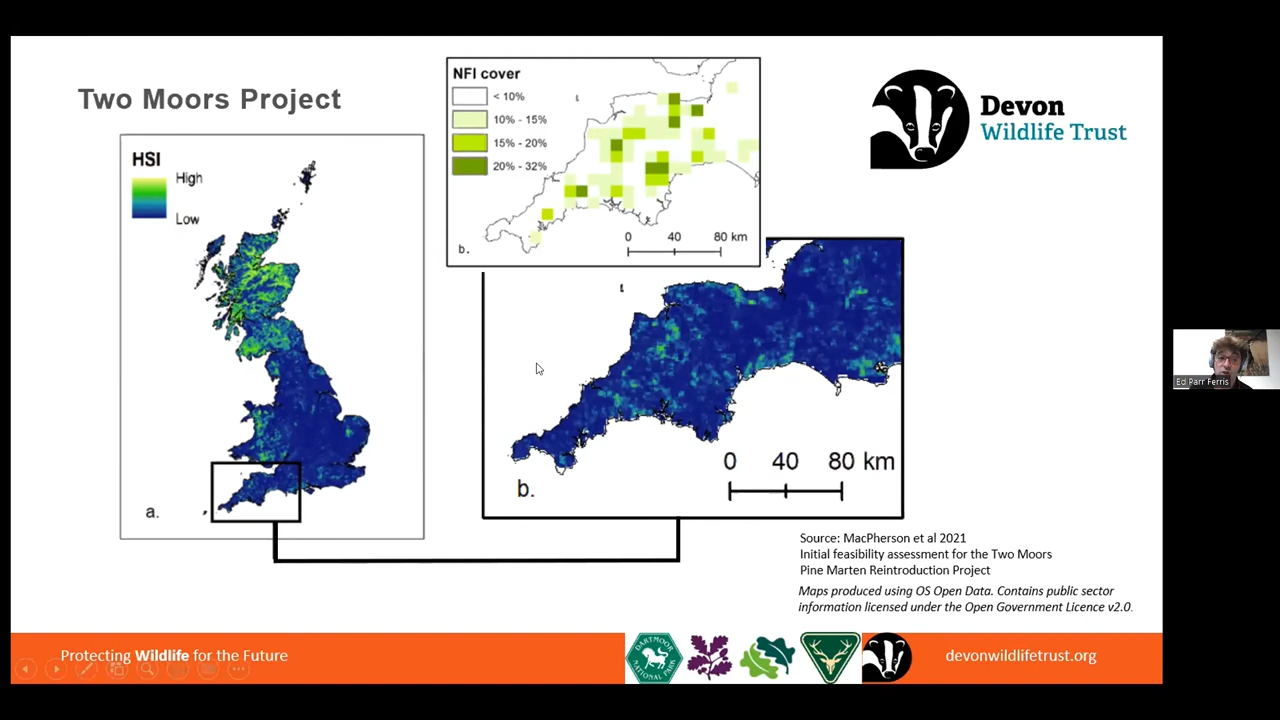 Two Moors Project
NFI cover
< 10%
10% - 15%
15% - 20%
20% - 32%
0 40 80 km
b.
Devon
Wildlife Trust
HSI
High
Low
a.
0 40 80 km
b.
Ed Parr Ferris
Source: MacPherson et al 2021
Initial feasibility assessment for the Two Moors
Pine Marten Reintroduction Project
Maps produced using OS Open Data. Contains public sector
information licensed under the Open Government Licence v2.0.
Protecting Wildlife for the Future
DARTMOOR
NATIONAL PARK
devonwildlifetrust.org